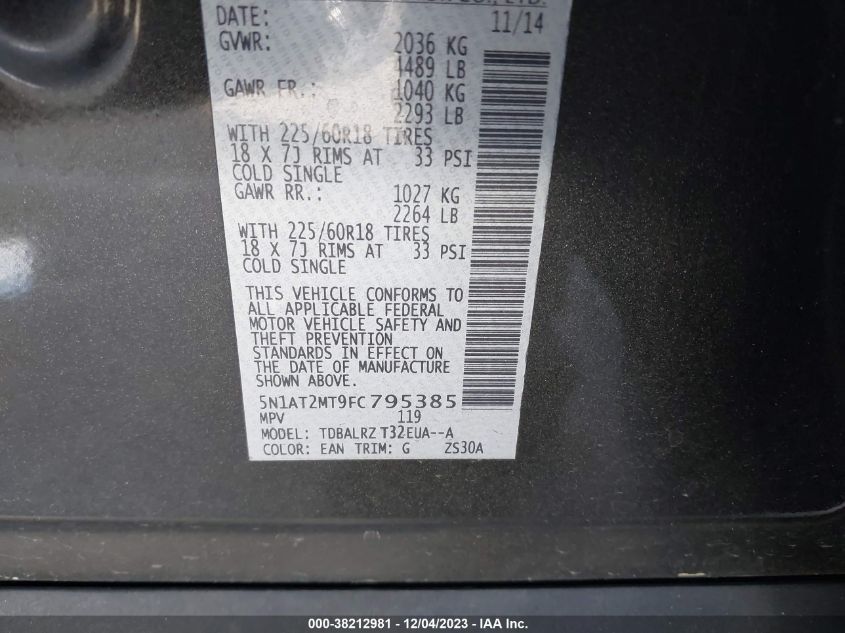 CO., LTD.
DATE: 11/14
GVWR: 2036 KG
4489 LB
GAWR FR.: 1040 KG
2293 LB
WITH 225/60R18 TIRES
18 X 7J RIMS AT 33 PSI
COLD SINGLE
GAWR RR.: 1027 KG
2264 LB
WITH 225/60R18 TIRES
18 X 7J RIMS AT 33 PSI
COLD SINGLE
THIS VEHICLE CONFORMS TO
ALL APPLICABLE FEDERAL
MOTOR VEHICLE SAFETY AND
THEFT PREVENTION
STANDARDS IN EFFECT ON
THE DATE OF MANUFACTURE
SHOWN ABOVE.
5N1AT2MT9FC795385
MPV 119
MODEL: TDBALRZ T32EUA--A
COLOR: EAN TRIM: G ZS30A
000-38212981 - 12/04/2023 - IAA Inc.